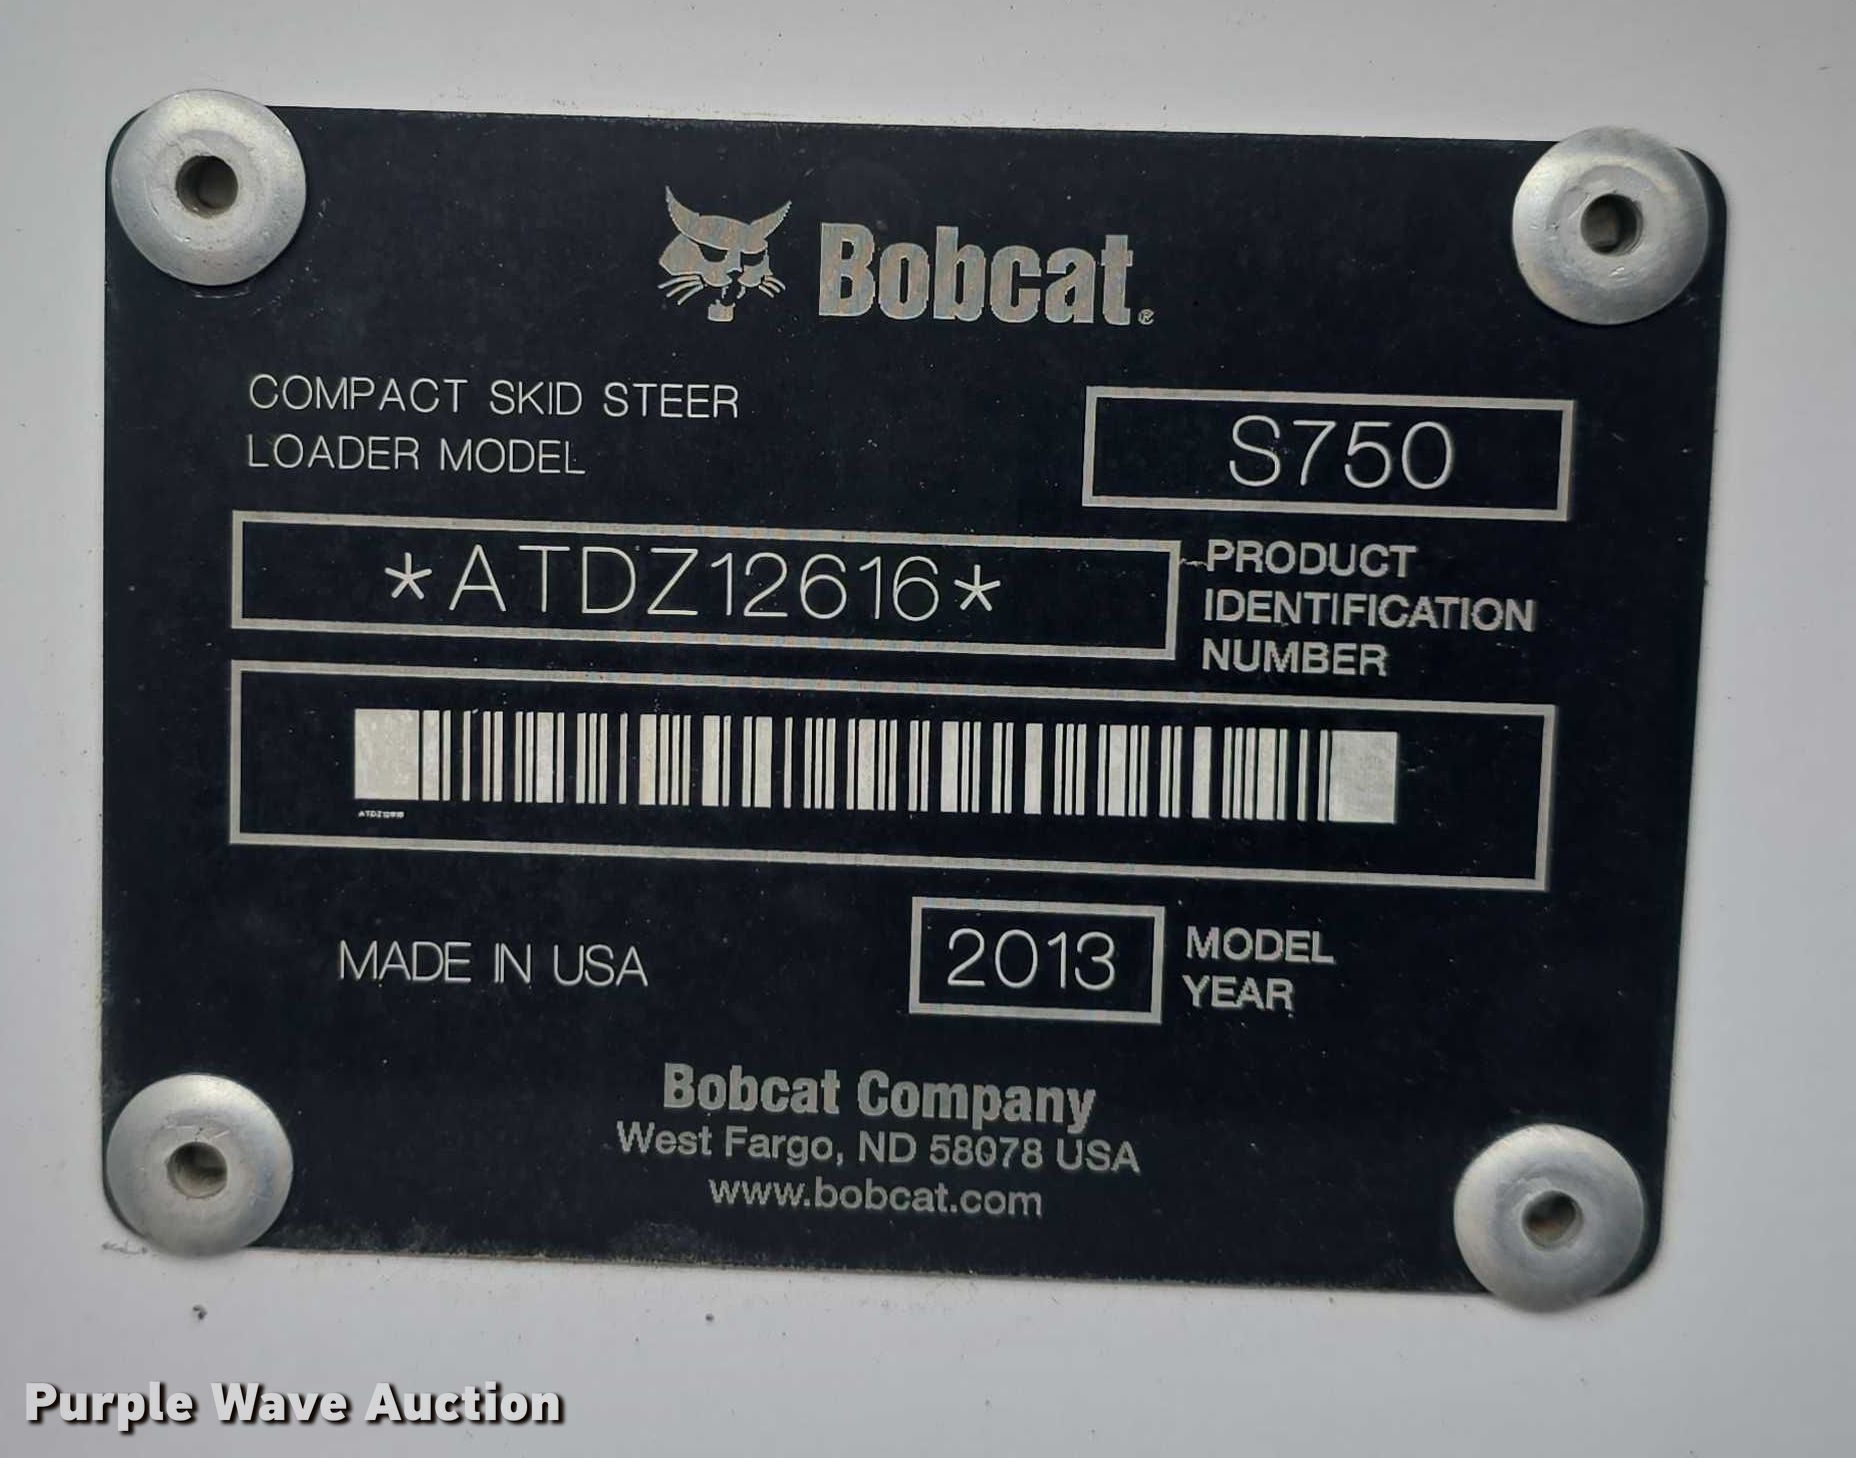 Bobcat®
COMPACT SKID STEER
LOADER MODEL
S750
*ATDZ12616*
PRODUCT
IDENTIFICATION
NUMBER
ATDZ12616
MADE IN USA
2013
MODEL
YEAR
Bobcat Company
West Fargo, ND 58078 USA
www.bobcat.com
Purple Wave Auction